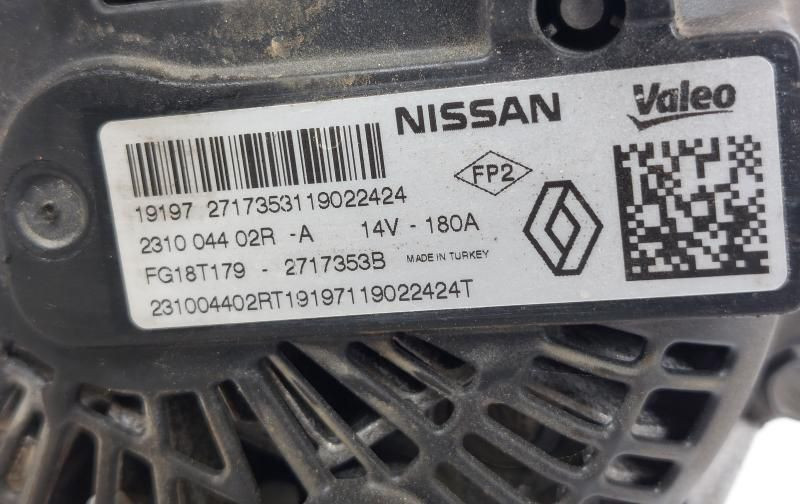 NISSAN
Valeo
FP2
19197 2717353119022424
2310 044 02R -A 14V - 180A
FG18T179 - 2717353B MADE IN TURKEY
231004402RT19197119022424T